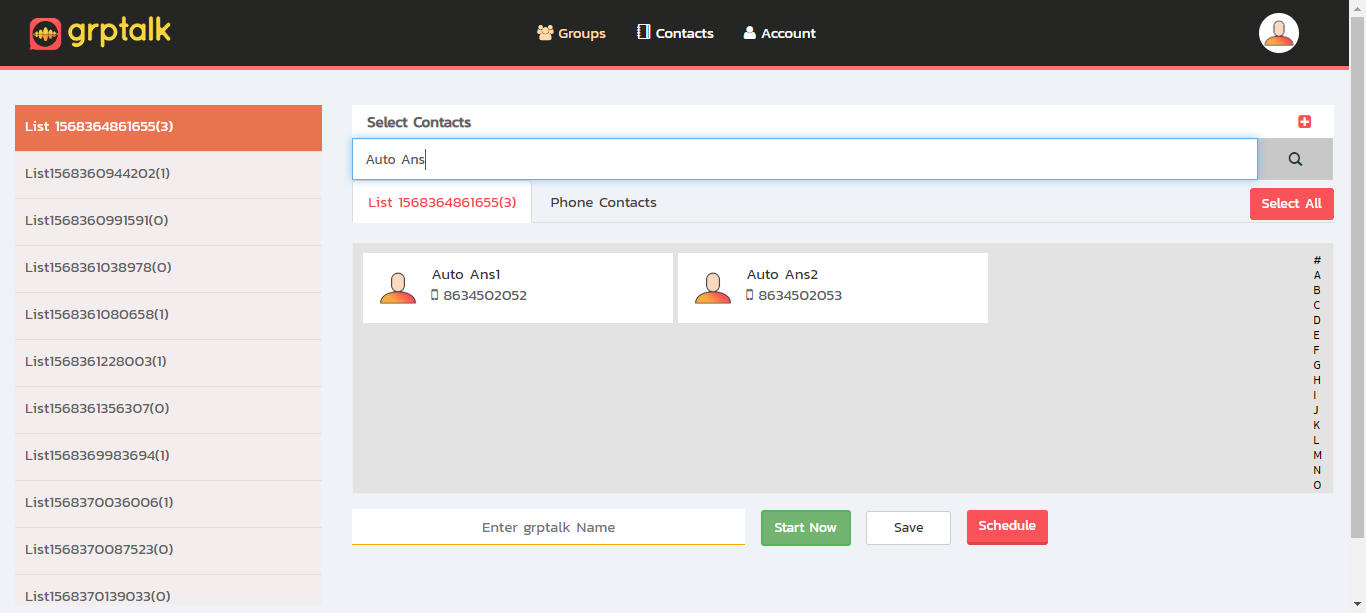 grptalk
Groups
Contacts
Account
List 1568364861655(3)
List1568360944202(1)
List1568360991591(0)
List1568361038978(0)
List1568361080658(1)
List1568361228003(1)
List1568361356307(0)
List1568369983694(1)
List1568370036006(1)
List1568370087523(0)
List1568370139033(0)
Select Contacts
Auto Ans
List 1568364861655(3)
Phone Contacts
Select All
Auto Ans1
8634502052
Auto Ans2
8634502053
#
A
B
C
D
E
F
G
H
I
J
K
L
M
N
O
Enter grptalk Name
Start Now
Save
Schedule